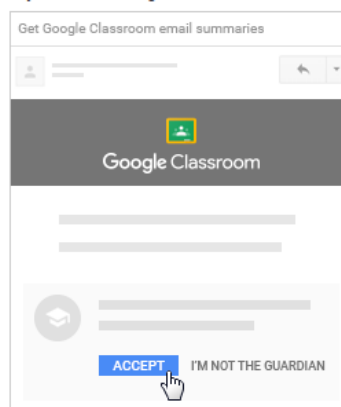 Get Google Classroom email summaries
Google Classroom
ACCEPT I'M NOT THE GUARDIAN